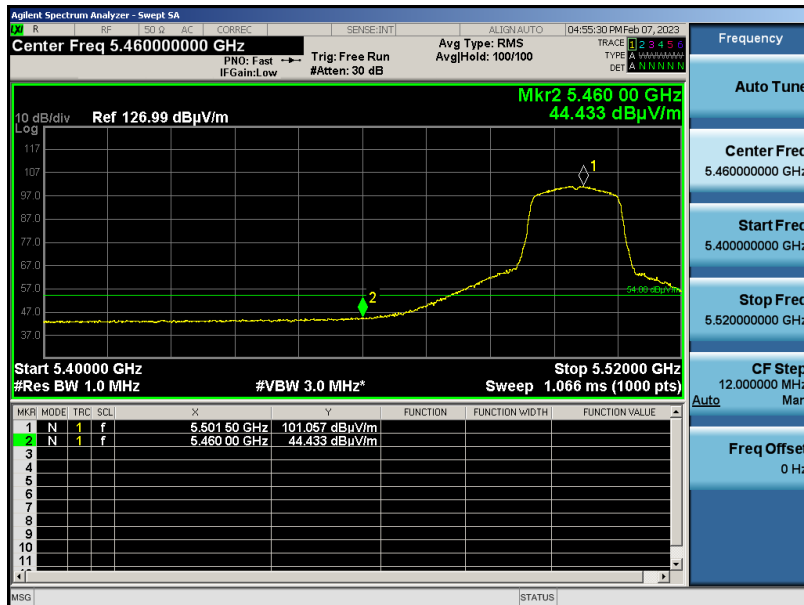 Agilent Spectrum Analyzer - Swept SA
LXI R RF 50 Ω AC CORREC SENSE:INT ALIGN AUTO 04:55:30 PM Feb 07, 2023
Center Freq 5.460000000 GHz
PNO: Fast
IFGain:Low
Trig: Free Run
#Atten: 30 dB
Avg Type: RMS
Avg|Hold: 100/100
TRACE 1 2 3 4 5 6
TYPE A WWWWW
DET A N N N N N
Mkr2 5.460 00 GHz
44.433 dBµV/m
10 dB/div Ref 126.99 dBµV/m
Log
117
107
97.0
87.0
77.0
67.0
57.0
47.0
37.0
1
2
54.00 dBµV/m
Start 5.40000 GHz Stop 5.52000 GHz
#Res BW 1.0 MHz #VBW 3.0 MHz* Sweep 1.066 ms (1000 pts)
MKR MODE TRC SCL X Y FUNCTION FUNCTION WIDTH FUNCTION VALUE
1 N 1 f 5.501 50 GHz 101.057 dBµV/m
2 N 1 f 5.460 00 GHz 44.433 dBµV/m
3
4
5
6
7
8
9
10
11
MSG STATUS
Frequency
Auto Tune
Center Freq
5.460000000 GHz
Start Freq
5.400000000 GHz
Stop Freq
5.520000000 GHz
CF Step
12.000000 MHz
Auto Man
Freq Offset
0 Hz